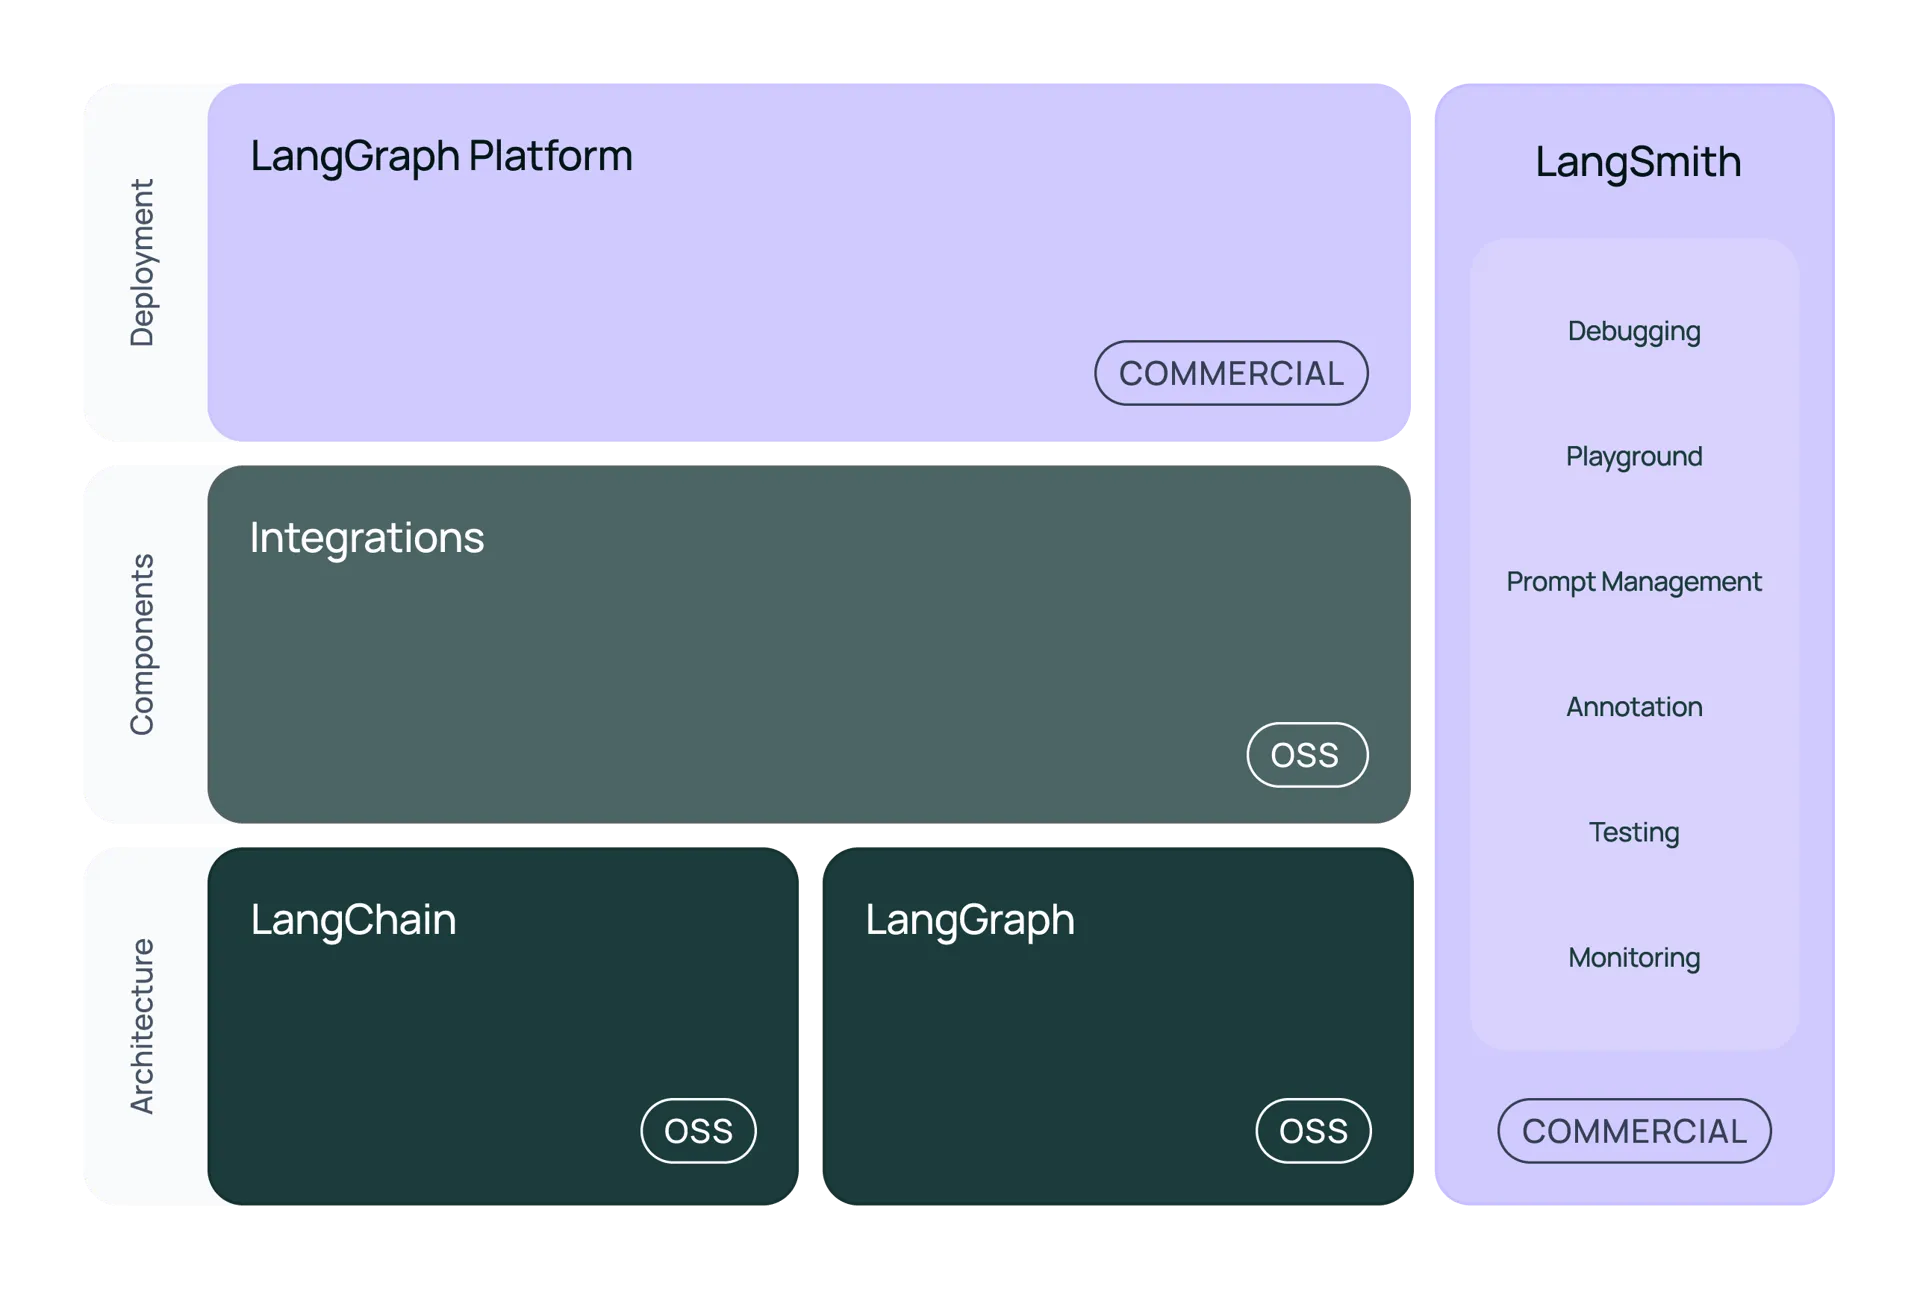 Deployment
LangGraph Platform
COMMERCIAL
Components
Integrations
OSS
Architecture
LangChain
OSS
LangGraph
OSS
LangSmith
Debugging
Playground
Prompt Management
Annotation
Testing
Monitoring
COMMERCIAL